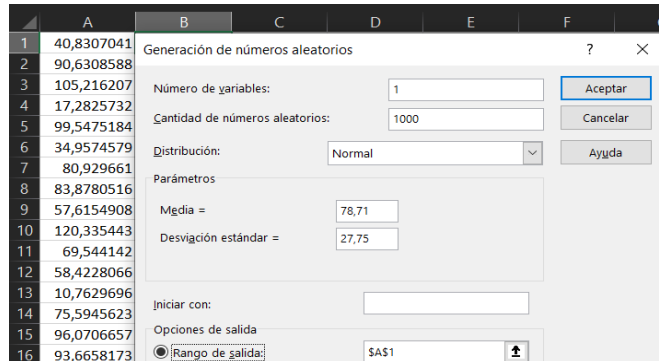 A B C D E F
1 40,8307041
2 90,6308588
3 105,216207
4 17,2825732
5 99,5475184
6 34,9574579
7 80,929661
8 83,8780516
9 57,6154908
10 120,335443
11 69,544142
12 58,4228066
13 10,7629696
14 75,5945623
15 96,0706657
16 93,6658173
Generación de números aleatorios ? ×
Número de variables: 1 Aceptar
Cantidad de números aleatorios: 1000 Cancelar
Distribución: Normal Ayuda
Parámetros
Media = 78,71
Desviación estándar = 27,75
Iniciar con:
Opciones de salida
Rango de salida: $A$1